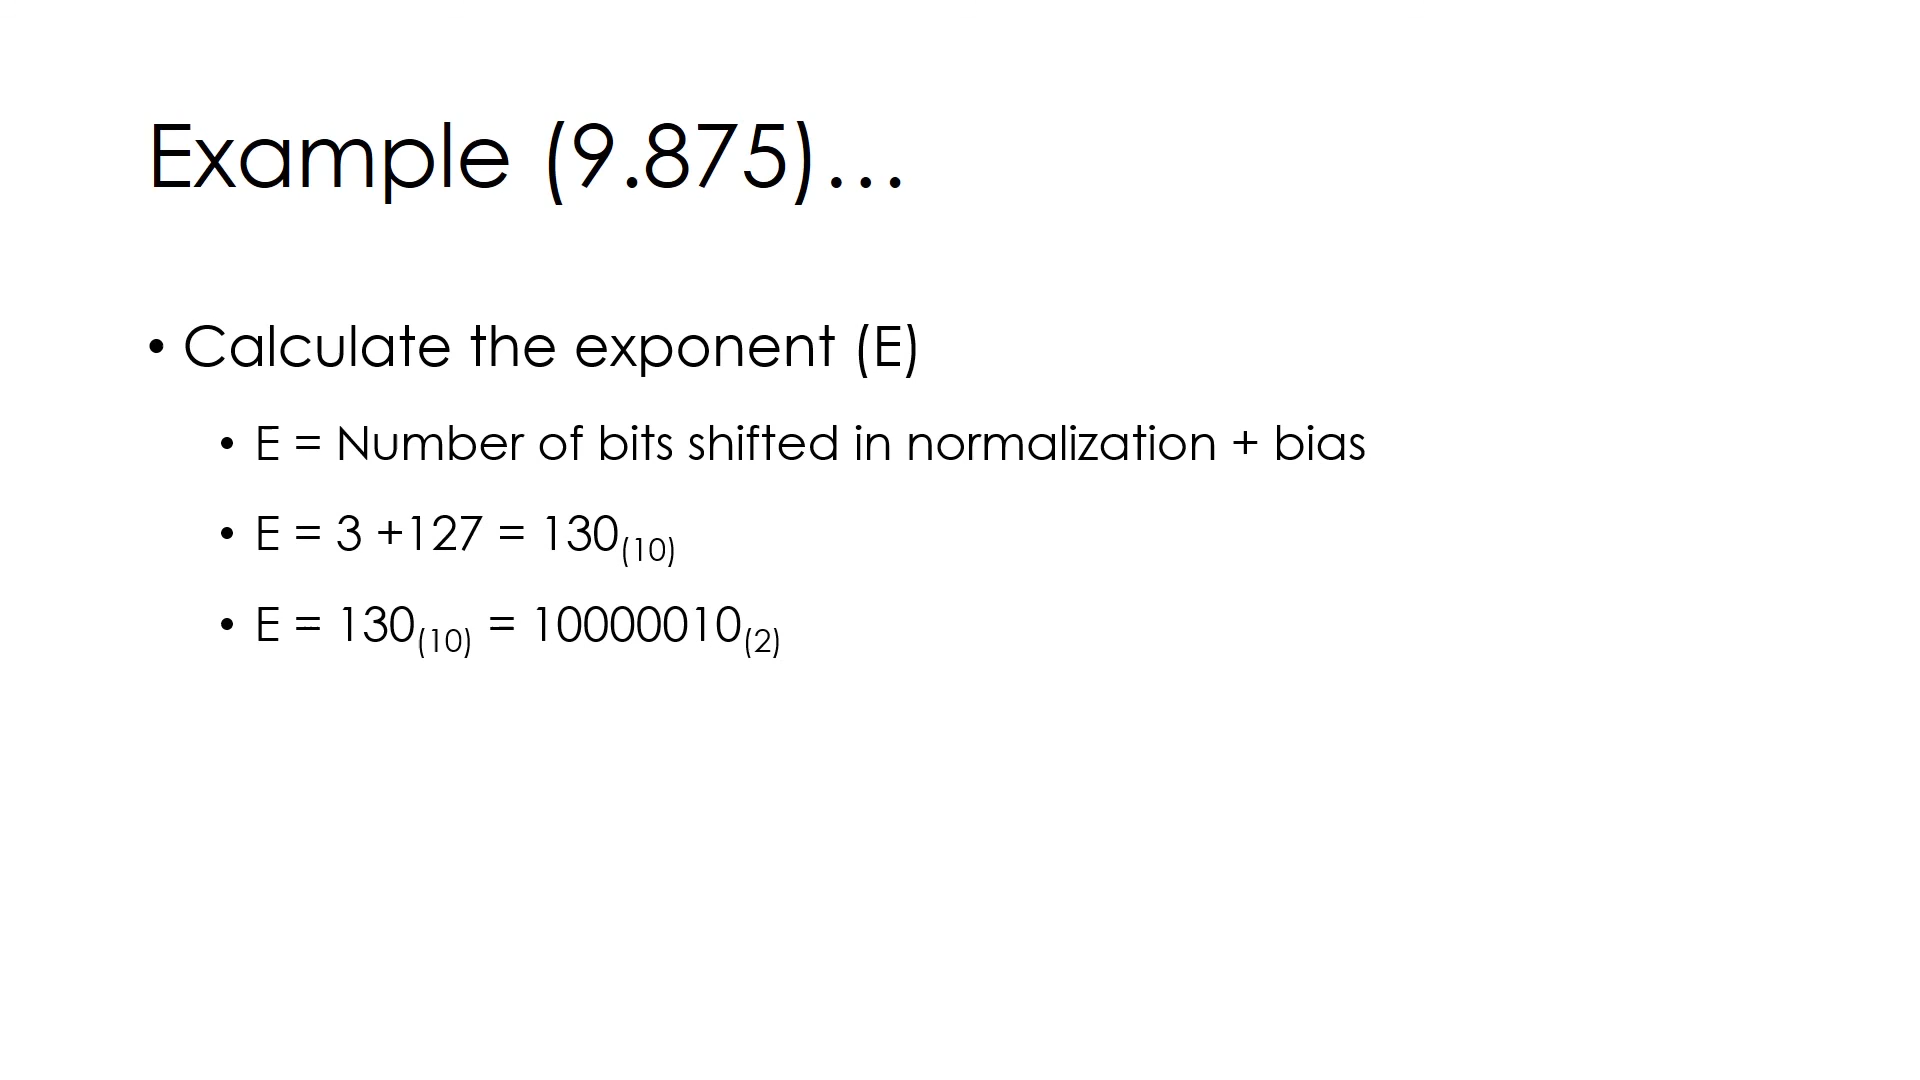 Example (9.875)...
• Calculate the exponent (E)
• E = Number of bits shifted in normalization + bias
• E = 3 +127 = 130(10)
• E = 130(10) = 10000010(2)